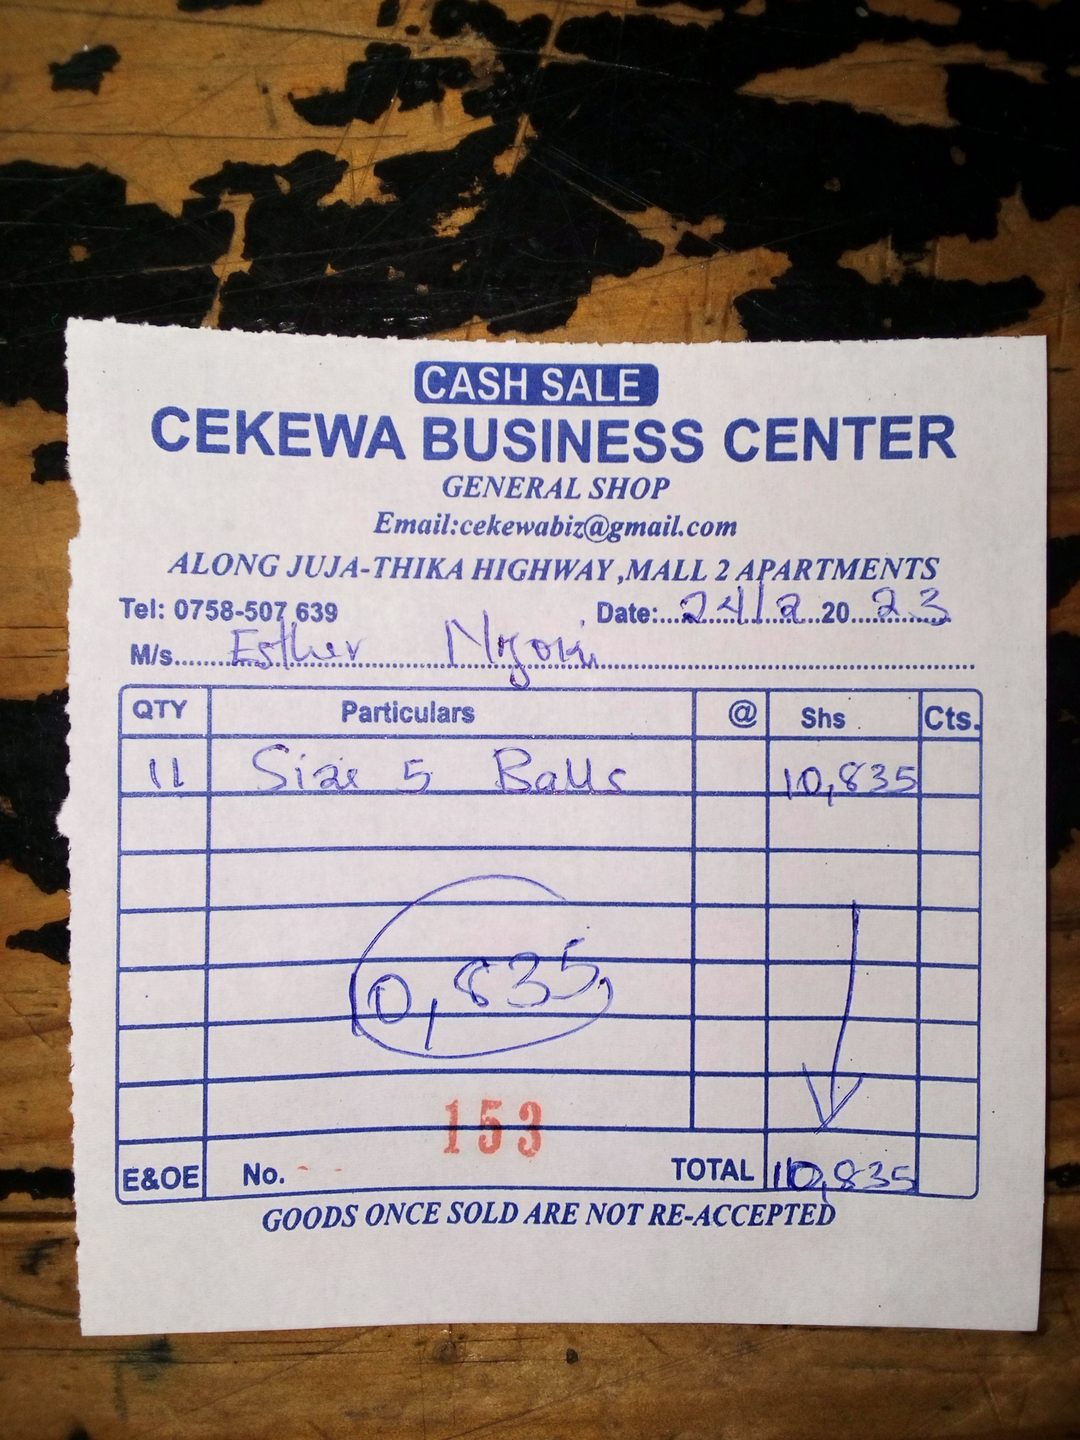 CASH SALE
CEKEWA BUSINESS CENTER
GENERAL SHOP
Email:cekewabiz@gmail.com
ALONG JUJA-THIKA HIGHWAY ,MALL 2 APARTMENTS
Tel: 0758-507 639 Date:...24/2...20...23
M/s... Esther Njoki
QTY Particulars @ Shs Cts.
11 Size 5 Balls 10,835
10,835
153
E&OE No. TOTAL 10,835
GOODS ONCE SOLD ARE NOT RE-ACCEPTED